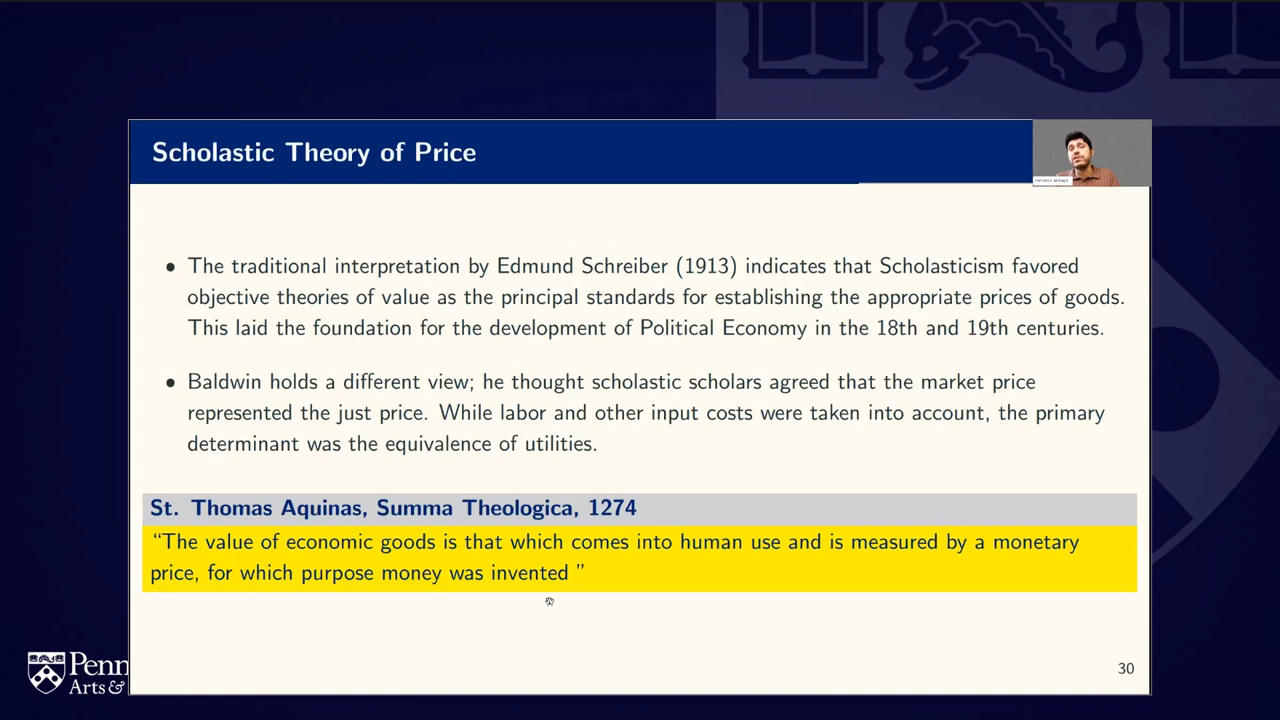 Scholastic Theory of Price
• The traditional interpretation by Edmund Schreiber (1913) indicates that Scholasticism favored
objective theories of value as the principal standards for establishing the appropriate prices of goods.
This laid the foundation for the development of Political Economy in the 18th and 19th centuries.
• Baldwin holds a different view; he thought scholastic scholars agreed that the market price
represented the just price. While labor and other input costs were taken into account, the primary
determinant was the equivalence of utilities.
St. Thomas Aquinas, Summa Theologica, 1274
“The value of economic goods is that which comes into human use and is measured by a monetary
price, for which purpose money was invented ”
30
Penn
Arts &